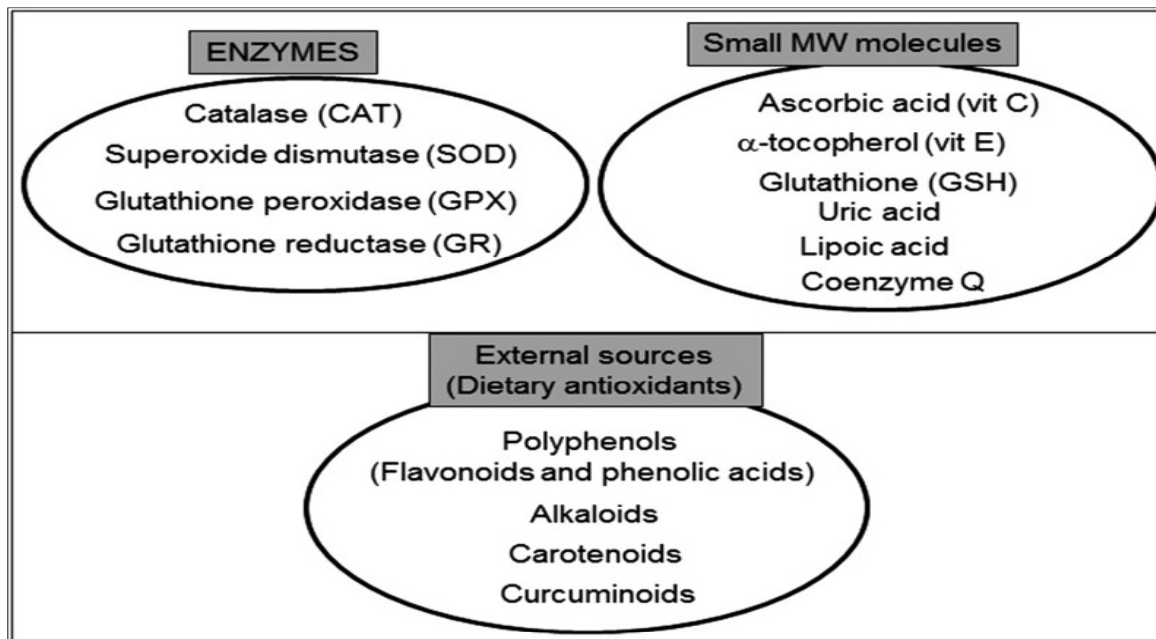 ENZYMES
Catalase (CAT)
Superoxide dismutase (SOD)
Glutathione peroxidase (GPX)
Glutathione reductase (GR)
Small MW molecules
Ascorbic acid (vit C)
α-tocopherol (vit E)
Glutathione (GSH)
Uric acid
Lipoic acid
Coenzyme Q
External sources
(Dietary antioxidants)
Polyphenols
(Flavonoids and phenolic acids)
Alkaloids
Carotenoids
Curcuminoids